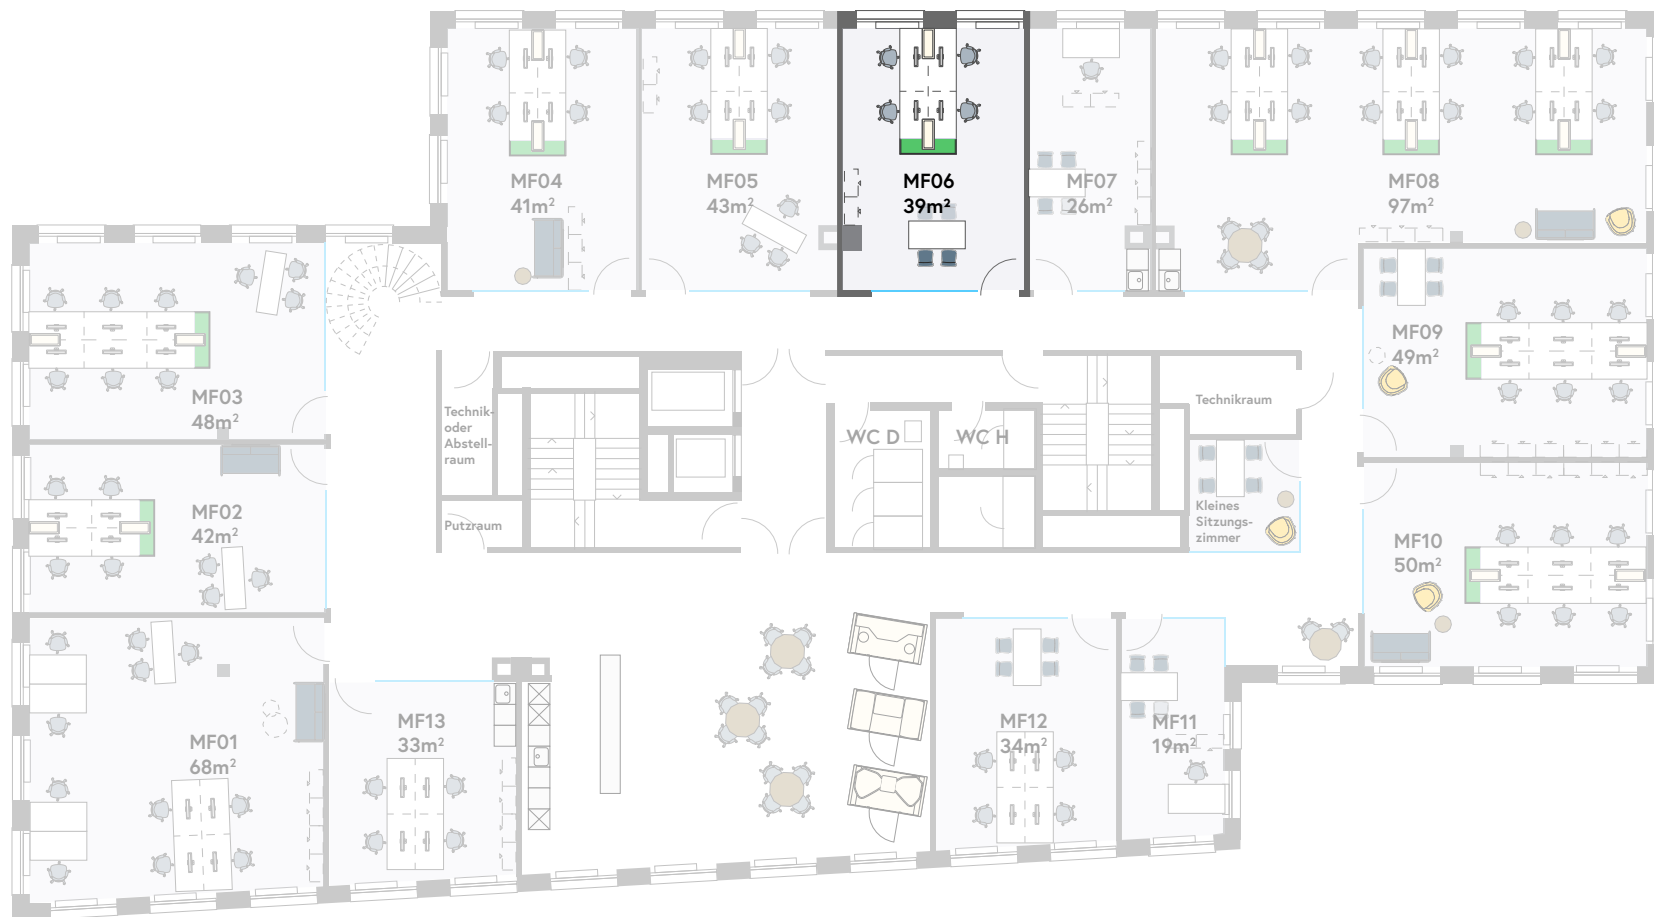 MF04
41m²
MF05
43m²
MF06
39m²
MF07
26m²
MF08
97m²
MF03
48m²
MF09
49m²
Technik-
oder
Abstell-
raum
WC D
WC H
Technikraum
MF02
42m²
Putzraum
Kleines
Sitzungs-
zimmer
MF10
50m²
MF01
68m²
MF13
33m²
MF12
34m²
MF11
19m²